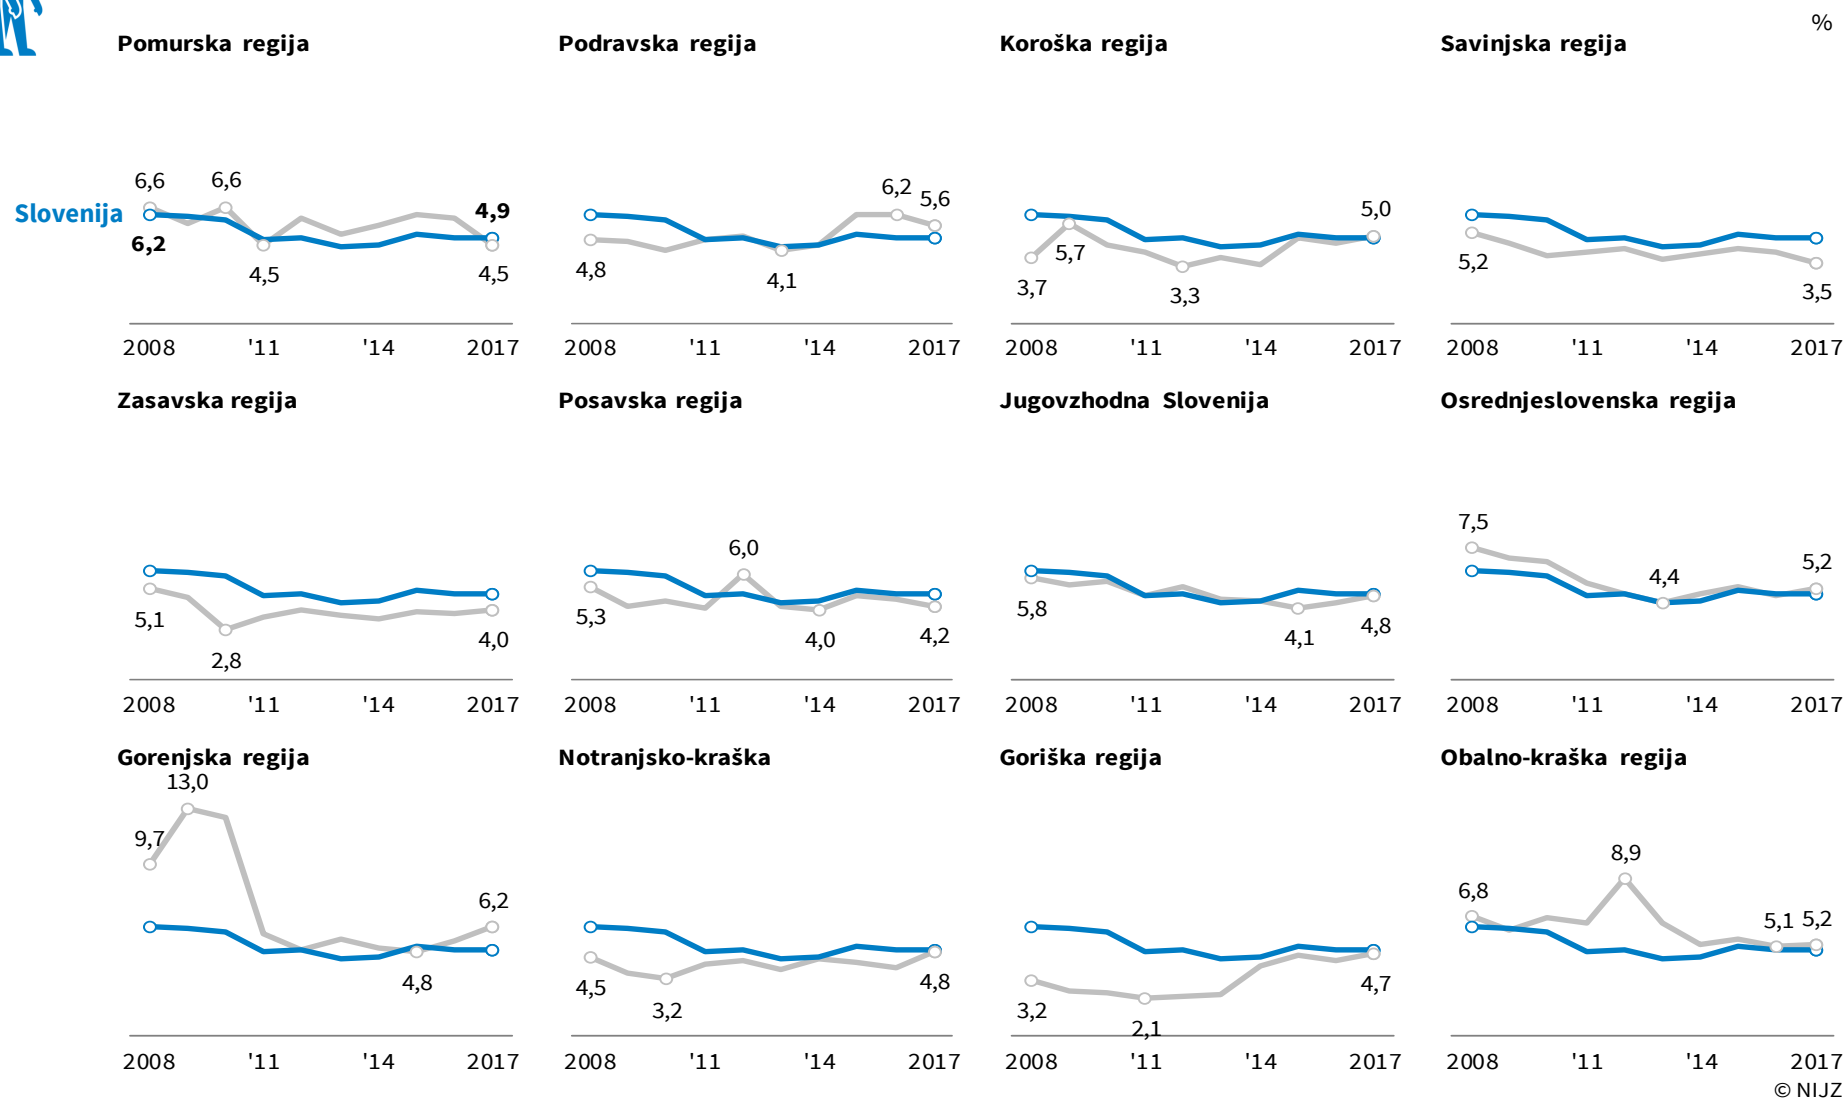 %
Pomurska regija
6,6
6,6
Slovenija
6,2
4,5
4,9
4,5
2008 '11 '14 2017
Podravska regija
4,8
4,1
6,2
5,6
2008 '11 '14 2017
Koroška regija
3,7
5,7
3,3
5,0
2008 '11 '14 2017
Savinjska regija
5,2
3,5
2008 '11 '14 2017
Zasavska regija
5,1
2,8
4,0
2008 '11 '14 2017
Posavska regija
5,3
6,0
4,0
4,2
2008 '11 '14 2017
Jugovzhodna Slovenija
5,8
4,1
4,8
2008 '11 '14 2017
Osrednjeslovenska regija
7,5
4,4
5,2
2008 '11 '14 2017
Gorenjska regija
13,0
9,7
4,8
6,2
2008 '11 '14 2017
Notranjsko-kraška
4,5
3,2
4,8
2008 '11 '14 2017
Goriška regija
3,2
2,1
4,7
2008 '11 '14 2017
Obalno-kraška regija
6,8
8,9
5,1
5,2
2008 '11 '14 2017
© NIJZ